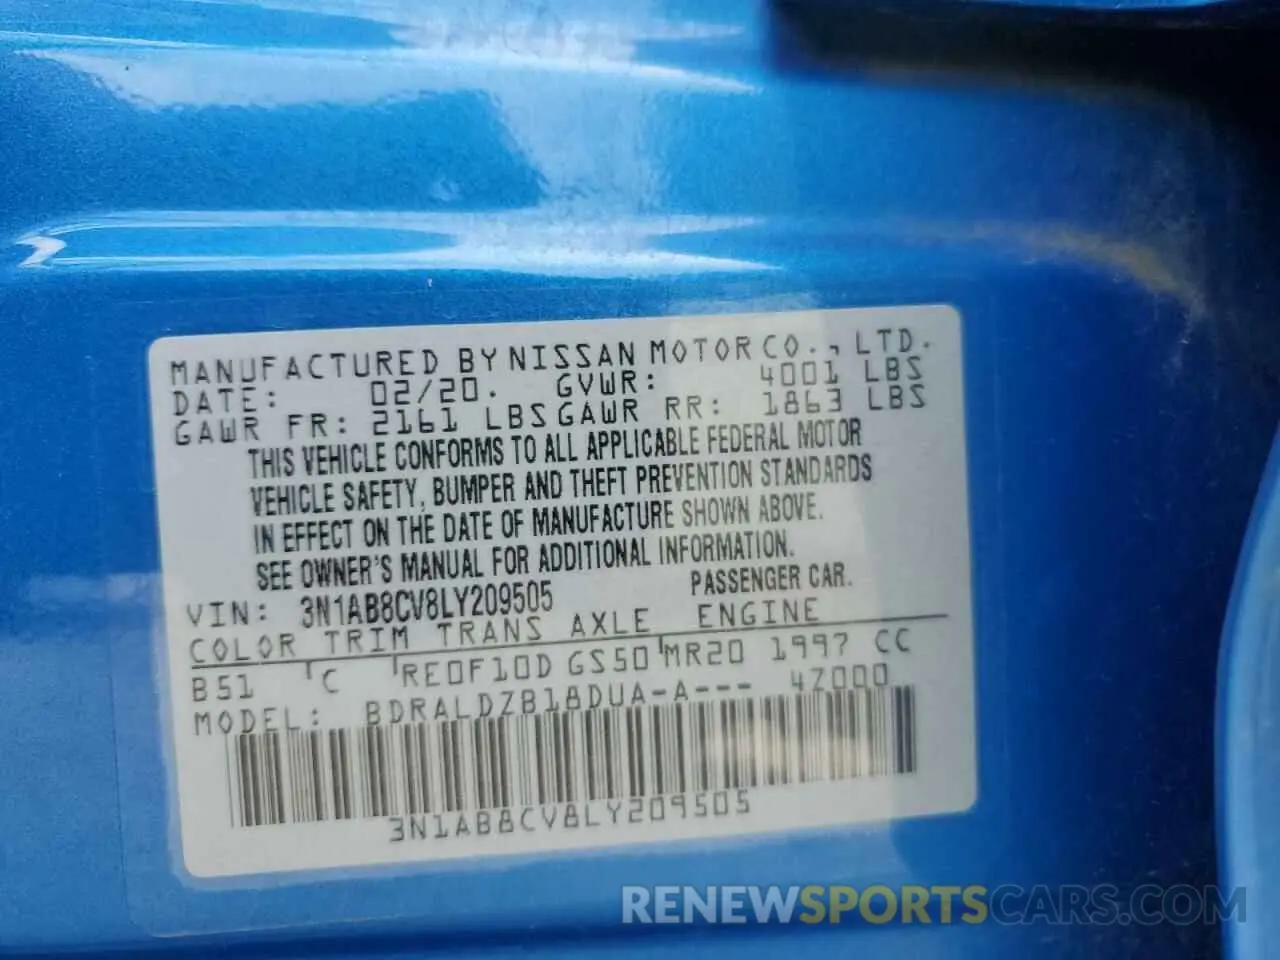 MANUFACTURED BY NISSAN MOTOR CO., LTD.
DATE: 02/20. GVWR: 4001 LBS
GAWR FR: 2161 LBS GAWR RR: 1863 LBS
THIS VEHICLE CONFORMS TO ALL APPLICABLE FEDERAL MOTOR
VEHICLE SAFETY, BUMPER AND THEFT PREVENTION STANDARDS
IN EFFECT ON THE DATE OF MANUFACTURE SHOWN ABOVE.
SEE OWNER'S MANUAL FOR ADDITIONAL INFORMATION.
VIN: 3N1AB8CV8LY209505 PASSENGER CAR.
COLOR TRIM TRANS AXLE ENGINE
B51 C RE0F10D GS50 MR20 1997 CC
MODEL: BDRALDZB18DUA-A--- 4Z000
3N1AB8CV8LY209505
RENEWSPORTSCARS.COM